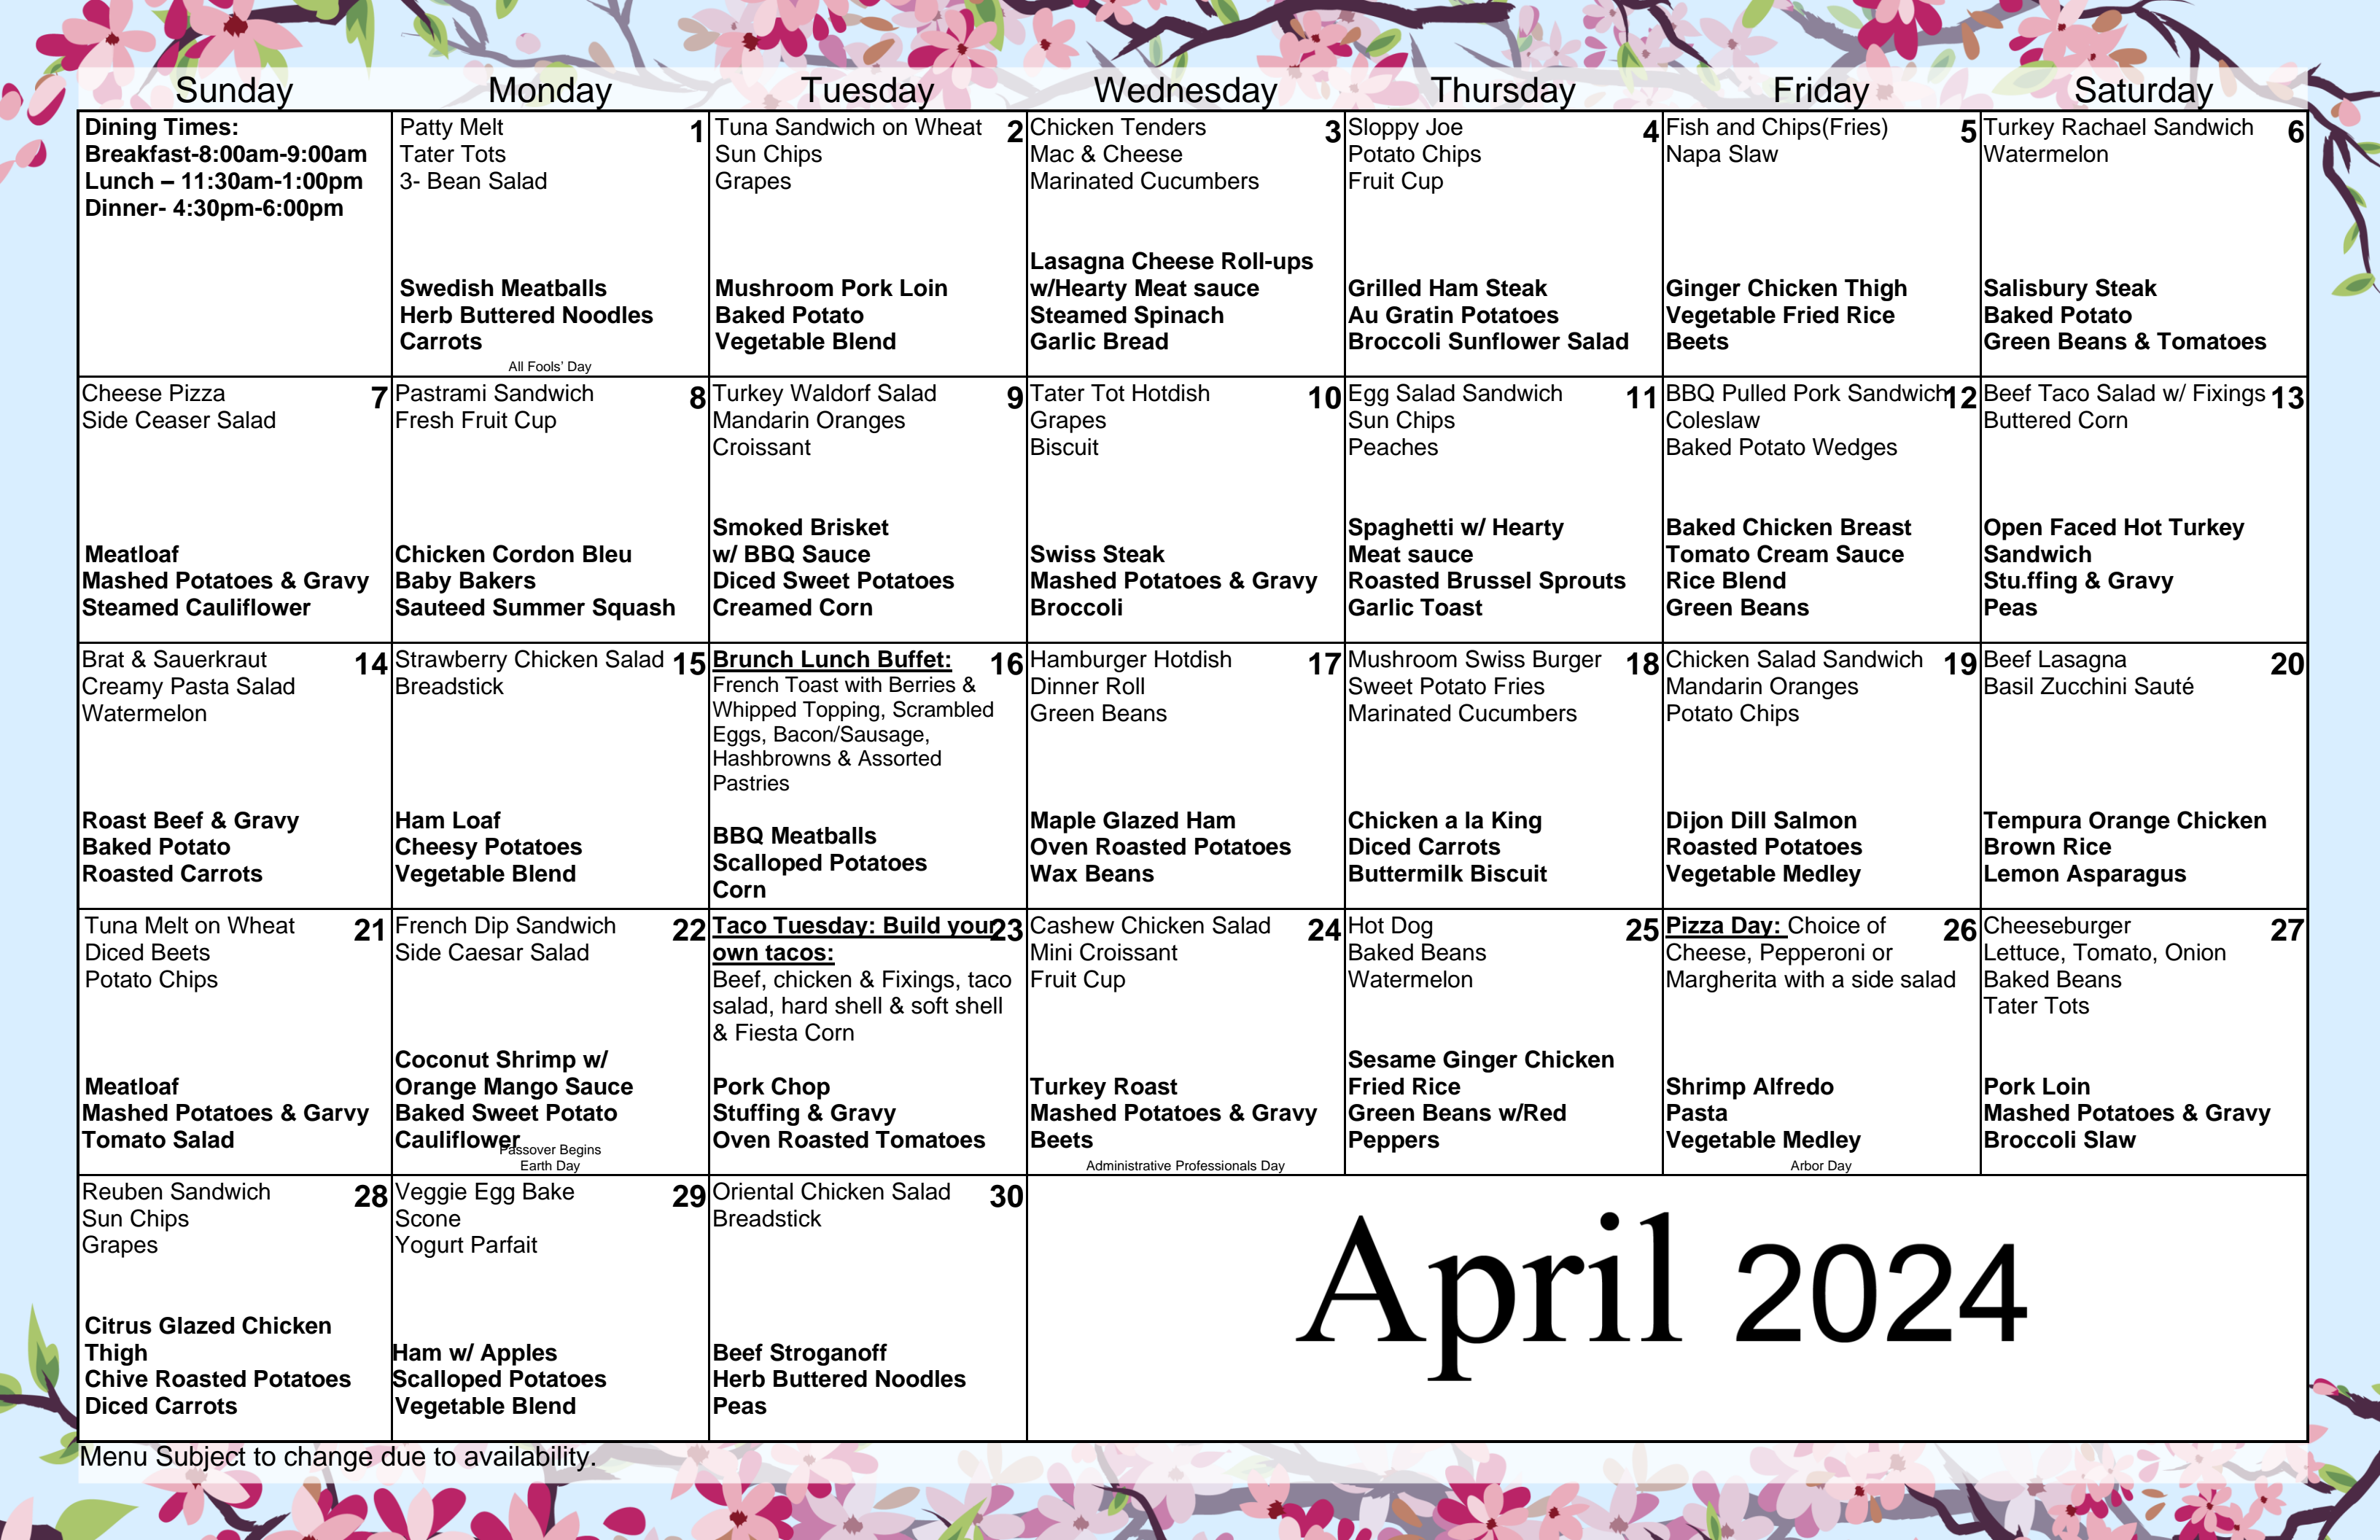 Sunday Monday Tuesday Wednesday Thursday Friday Saturday
Dining Times:
Breakfast-8:00am-9:00am
Lunch – 11:30am-1:00pm
Dinner- 4:30pm-6:00pm
1
Patty Melt
Tater Tots
3- Bean Salad
Swedish Meatballs
Herb Buttered Noodles
Carrots
All Fools' Day
2
Tuna Sandwich on Wheat
Sun Chips
Grapes
Mushroom Pork Loin
Baked Potato
Vegetable Blend
3
Chicken Tenders
Mac & Cheese
Marinated Cucumbers
Lasagna Cheese Roll-ups
w/Hearty Meat sauce
Steamed Spinach
Garlic Bread
4
Sloppy Joe
Potato Chips
Fruit Cup
Grilled Ham Steak
Au Gratin Potatoes
Broccoli Sunflower Salad
5
Fish and Chips(Fries)
Napa Slaw
Ginger Chicken Thigh
Vegetable Fried Rice
Beets
6
Turkey Rachael Sandwich
Watermelon
Salisbury Steak
Baked Potato
Green Beans & Tomatoes
7
Cheese Pizza
Side Ceaser Salad
Meatloaf
Mashed Potatoes & Gravy
Steamed Cauliflower
8
Pastrami Sandwich
Fresh Fruit Cup
Chicken Cordon Bleu
Baby Bakers
Sauteed Summer Squash
9
Turkey Waldorf Salad
Mandarin Oranges
Croissant
Smoked Brisket
w/ BBQ Sauce
Diced Sweet Potatoes
Creamed Corn
10
Tater Tot Hotdish
Grapes
Biscuit
Swiss Steak
Mashed Potatoes & Gravy
Broccoli
11
Egg Salad Sandwich
Sun Chips
Peaches
Spaghetti w/ Hearty
Meat sauce
Roasted Brussel Sprouts
Garlic Toast
12
BBQ Pulled Pork Sandwich
Coleslaw
Baked Potato Wedges
Baked Chicken Breast
Tomato Cream Sauce
Rice Blend
Green Beans
13
Beef Taco Salad w/ Fixings
Buttered Corn
Open Faced Hot Turkey
Sandwich
Stu.ffing & Gravy
Peas
14
Brat & Sauerkraut
Creamy Pasta Salad
Watermelon
Roast Beef & Gravy
Baked Potato
Roasted Carrots
15
Strawberry Chicken Salad
Breadstick
Ham Loaf
Cheesy Potatoes
Vegetable Blend
16
Brunch Lunch Buffet:
French Toast with Berries &
Whipped Topping, Scrambled
Eggs, Bacon/Sausage,
Hashbrowns & Assorted
Pastries
BBQ Meatballs
Scalloped Potatoes
Corn
17
Hamburger Hotdish
Dinner Roll
Green Beans
Maple Glazed Ham
Oven Roasted Potatoes
Wax Beans
18
Mushroom Swiss Burger
Sweet Potato Fries
Marinated Cucumbers
Chicken a la King
Diced Carrots
Buttermilk Biscuit
19
Chicken Salad Sandwich
Mandarin Oranges
Potato Chips
Dijon Dill Salmon
Roasted Potatoes
Vegetable Medley
20
Beef Lasagna
Basil Zucchini Sauté
Tempura Orange Chicken
Brown Rice
Lemon Asparagus
21
Tuna Melt on Wheat
Diced Beets
Potato Chips
Meatloaf
Mashed Potatoes & Garvy
Tomato Salad
22
French Dip Sandwich
Side Caesar Salad
Coconut Shrimp w/
Orange Mango Sauce
Baked Sweet Potato
Cauliflower
Passover Begins
Earth Day
23
Taco Tuesday: Build your
own tacos:
Beef, chicken & Fixings, taco
salad, hard shell & soft shell
& Fiesta Corn
Pork Chop
Stuffing & Gravy
Oven Roasted Tomatoes
24
Cashew Chicken Salad
Mini Croissant
Fruit Cup
Turkey Roast
Mashed Potatoes & Gravy
Beets
Administrative Professionals Day
25
Hot Dog
Baked Beans
Watermelon
Sesame Ginger Chicken
Fried Rice
Green Beans w/Red
Peppers
26
Pizza Day: Choice of
Cheese, Pepperoni or
Margherita with a side salad
Shrimp Alfredo
Pasta
Vegetable Medley
Arbor Day
27
Cheeseburger
Lettuce, Tomato, Onion
Baked Beans
Tater Tots
Pork Loin
Mashed Potatoes & Gravy
Broccoli Slaw
28
Reuben Sandwich
Sun Chips
Grapes
Citrus Glazed Chicken
Thigh
Chive Roasted Potatoes
Diced Carrots
29
Veggie Egg Bake
Scone
Yogurt Parfait
Ham w/ Apples
Scalloped Potatoes
Vegetable Blend
30
Oriental Chicken Salad
Breadstick
Beef Stroganoff
Herb Buttered Noodles
Peas
April 2024
Menu Subject to change due to availability.